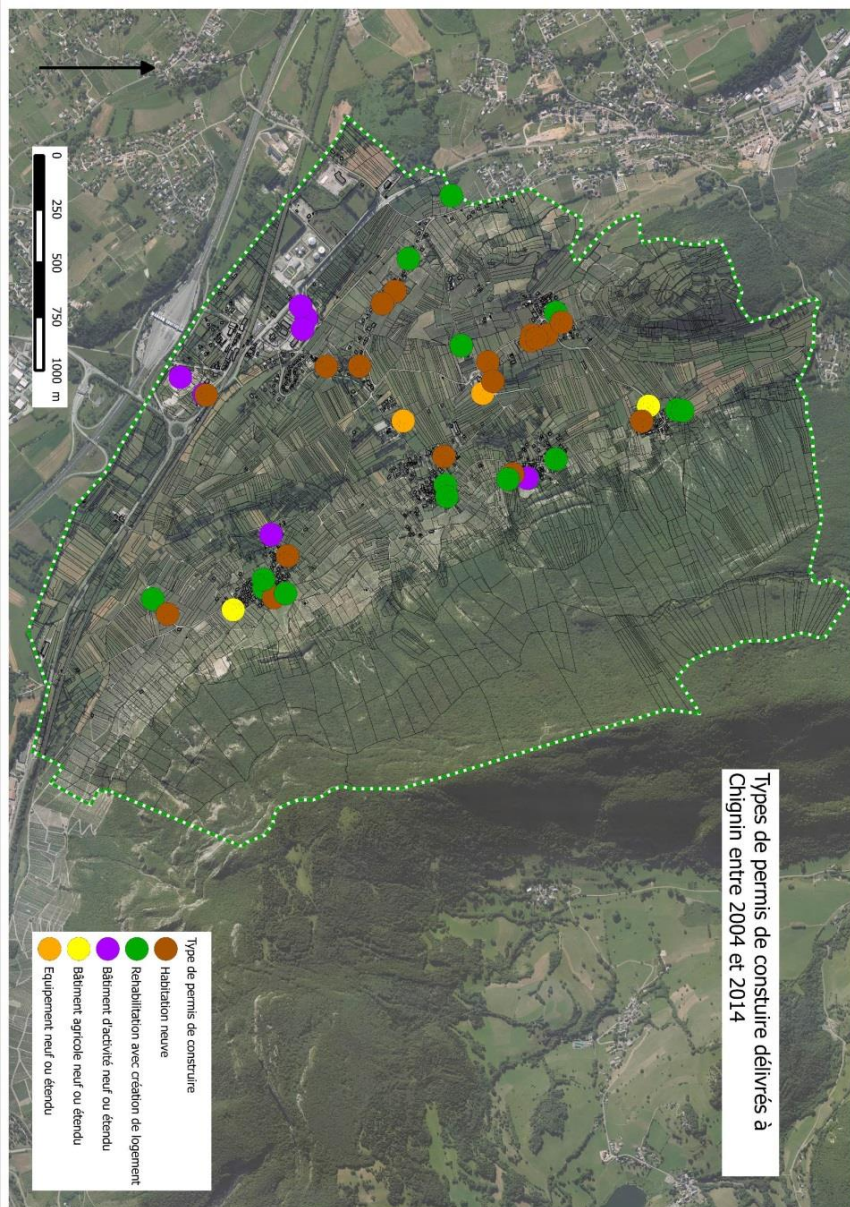 Types de permis de constuire délivrés à
Chignin entre 2004 et 2014
0 250 500 750 1000 m
Type de permis de construire
Habitation neuve
Rehabilitation avec création de logement
Bâtiment d'activité neuf ou étendu
Bâtiment agricole neuf ou étendu
Equipement neuf ou étendu